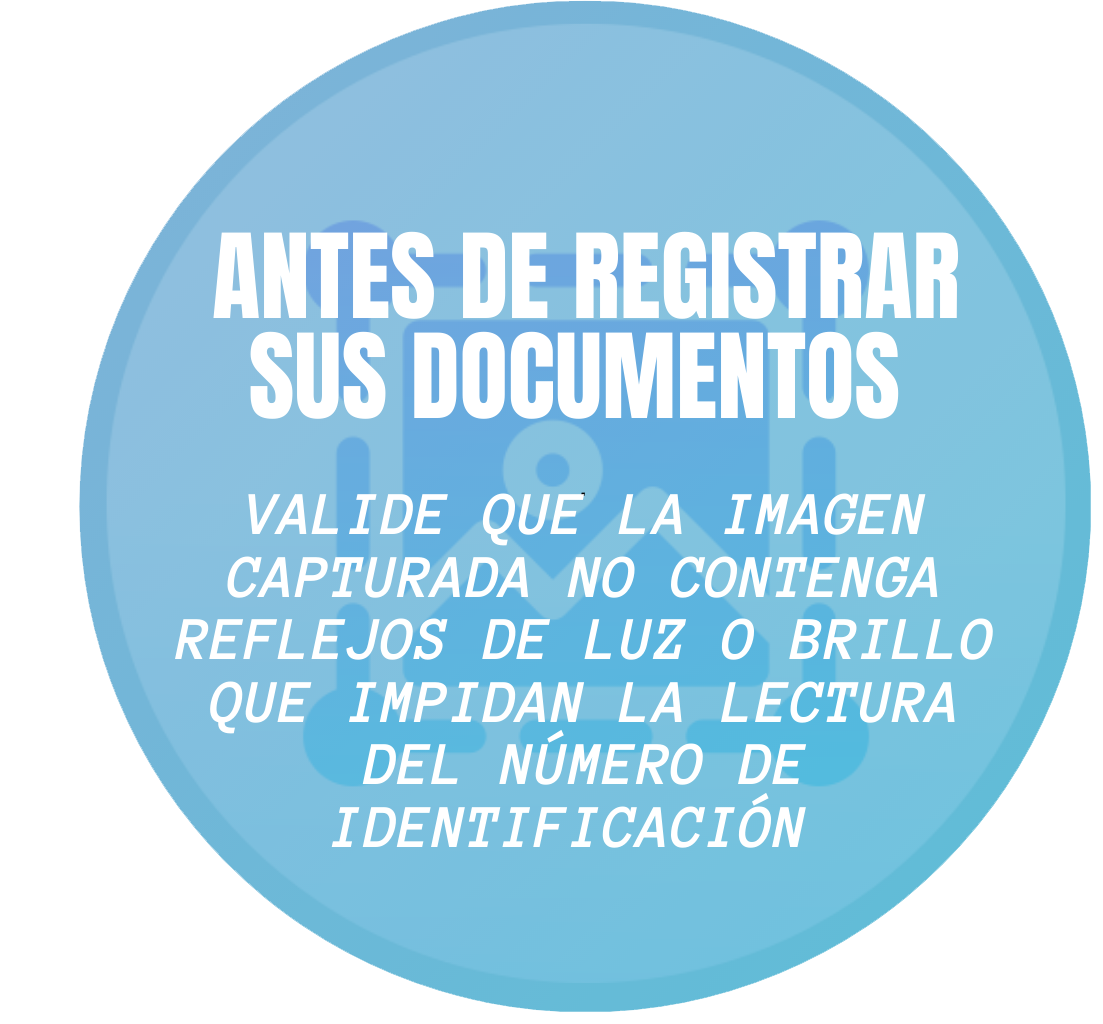 ANTES DE REGISTRAR
SUS DOCUMENTOS
VALIDE QUE LA IMAGEN
CAPTURADA NO CONTENGA
REFLEJOS DE LUZ O BRILLO
QUE IMPIDAN LA LECTURA
DEL NÚMERO DE
IDENTIFICACIÓN